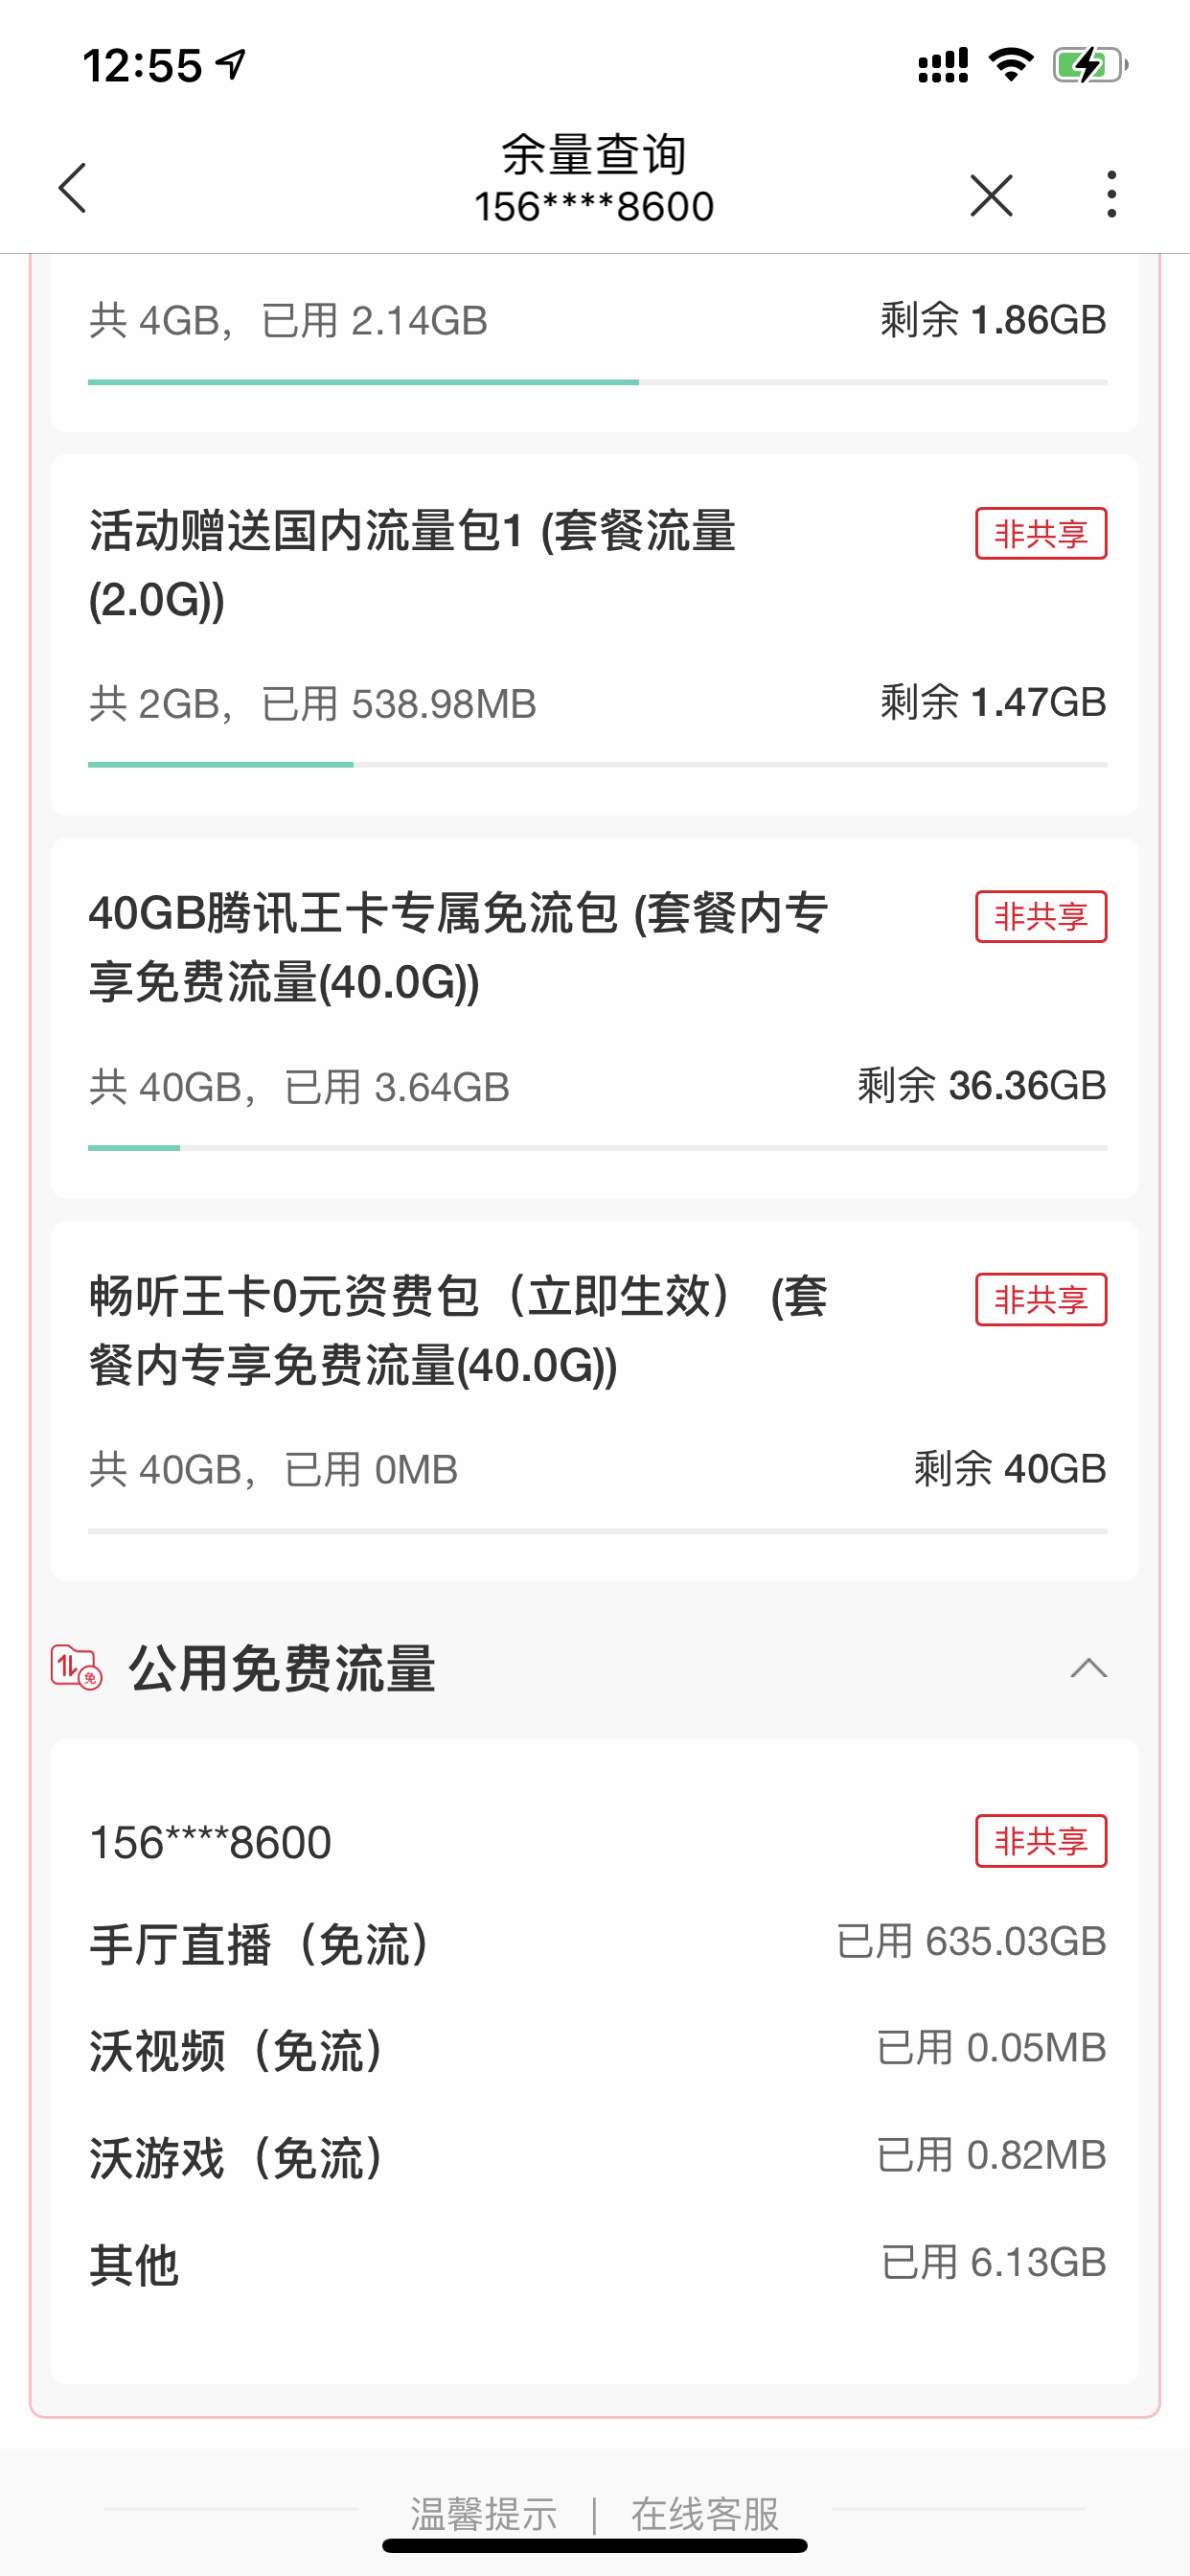 12:55
余量查询
156****8600
共 4GB，已用 2.14GB 剩余 1.86GB
活动赠送国内流量包1 (套餐流量 非共享
(2.0G))
共 2GB，已用 538.98MB 剩余 1.47GB
40GB腾讯王卡专属免流包 (套餐内专 非共享
享免费流量(40.0G))
共 40GB，已用 3.64GB 剩余 36.36GB
畅听王卡0元资费包（立即生效） (套 非共享
餐内专享免费流量(40.0G))
共 40GB，已用 0MB 剩余 40GB
免 公用免费流量
156****8600 非共享
手厅直播（免流） 已用 635.03GB
沃视频（免流） 已用 0.05MB
沃游戏（免流） 已用 0.82MB
其他 已用 6.13GB
温馨提示 | 在线客服